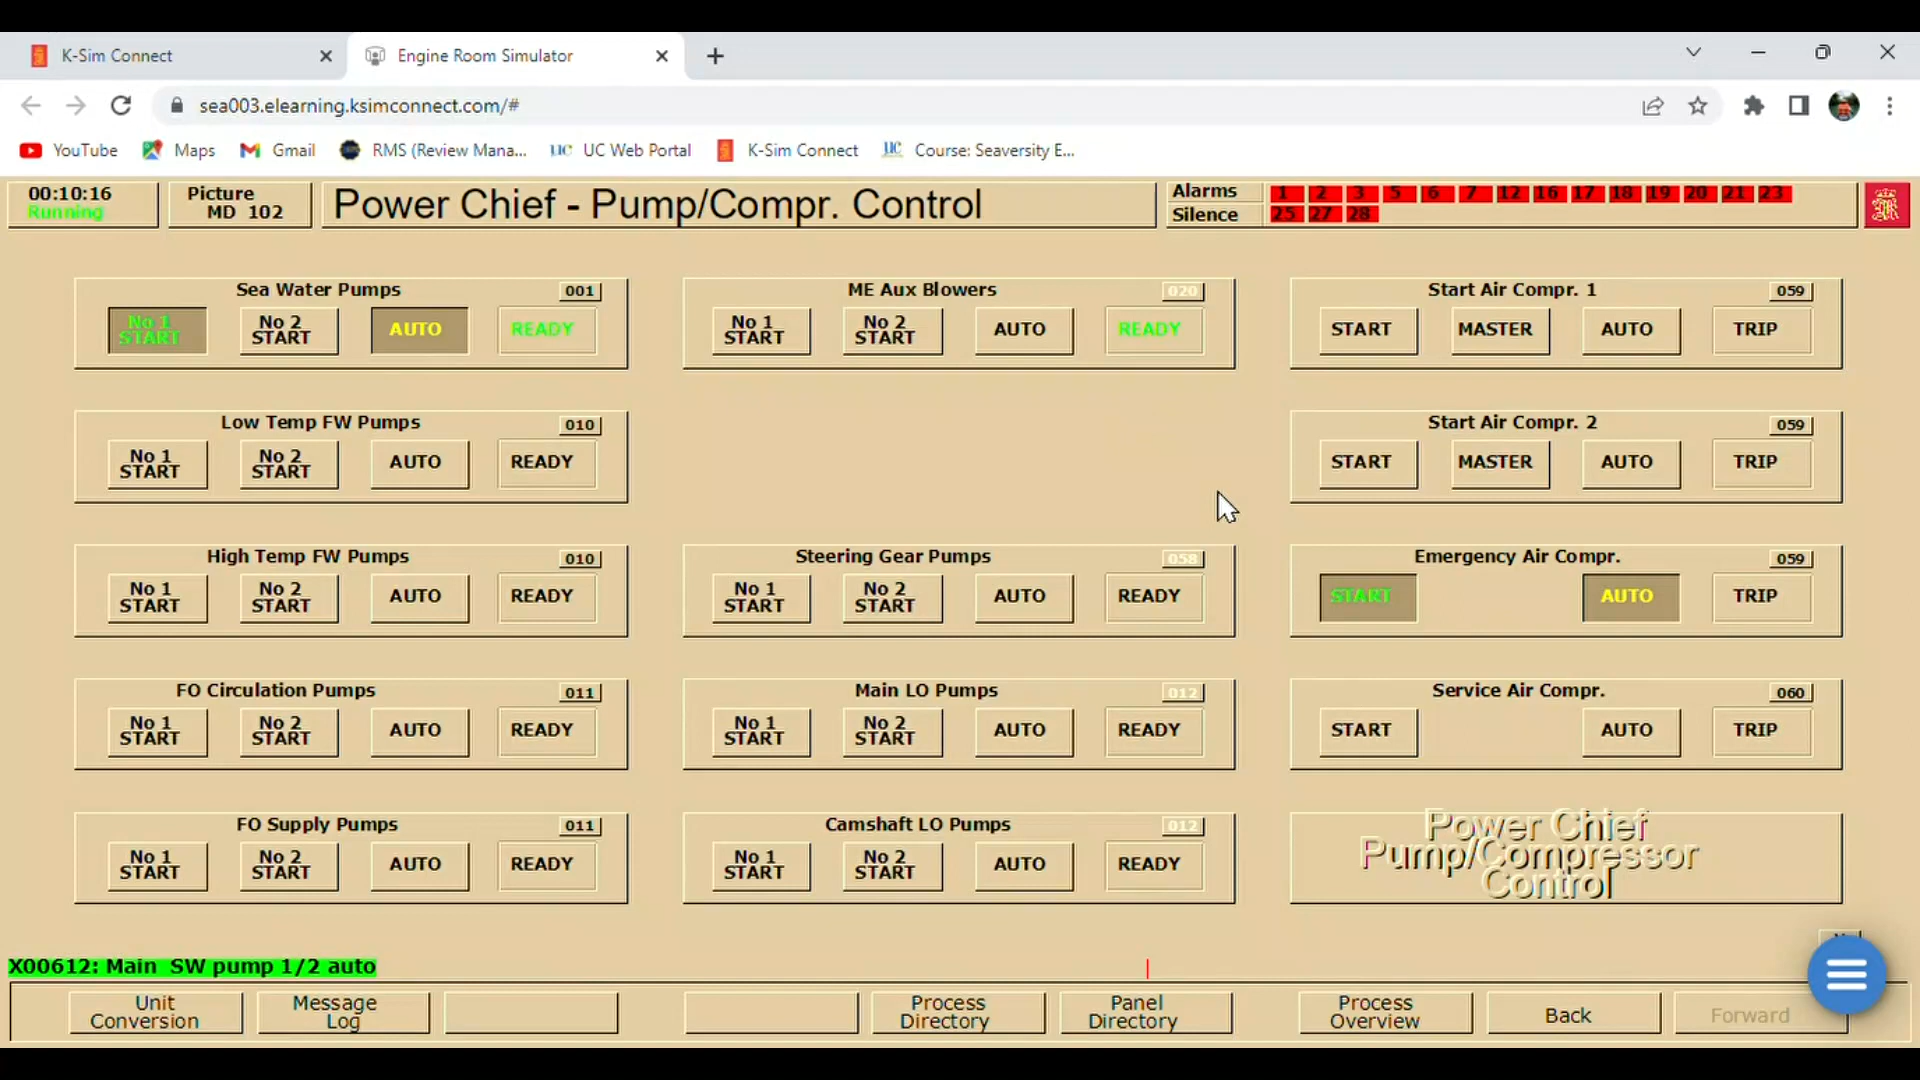 K-Sim Connect
Engine Room Simulator
sea003.elearning.ksimconnect.com/#
YouTube
Maps
Gmail
RMS (Review Mana...
UC Web Portal
K-Sim Connect
Course: Seaversity E...
00:10:16
Running
Picture
MD 102
Power Chief - Pump/Compr. Control
Alarms
1 2 3 5 6 7 12 16 17 18 19 20 21 23
Silence
25 27 28
Sea Water Pumps 001
No 1 START
No 2 START
AUTO
READY
ME Aux Blowers 020
No 1 START
No 2 START
AUTO
READY
Start Air Compr. 1 059
START
MASTER
AUTO
TRIP
Low Temp FW Pumps 010
No 1 START
No 2 START
AUTO
READY
Start Air Compr. 2 059
START
MASTER
AUTO
TRIP
High Temp FW Pumps 010
No 1 START
No 2 START
AUTO
READY
Steering Gear Pumps 058
No 1 START
No 2 START
AUTO
READY
Emergency Air Compr. 059
START
AUTO
TRIP
FO Circulation Pumps 011
No 1 START
No 2 START
AUTO
READY
Main LO Pumps 012
No 1 START
No 2 START
AUTO
READY
Service Air Compr. 060
START
AUTO
TRIP
FO Supply Pumps 011
No 1 START
No 2 START
AUTO
READY
Camshaft LO Pumps 012
No 1 START
No 2 START
AUTO
READY
Power Chief
Pump/Compressor
Control
X00612: Main SW pump 1/2 auto
Unit
Conversion
Message
Log
Process
Directory
Panel
Directory
Process
Overview
Back
Forward